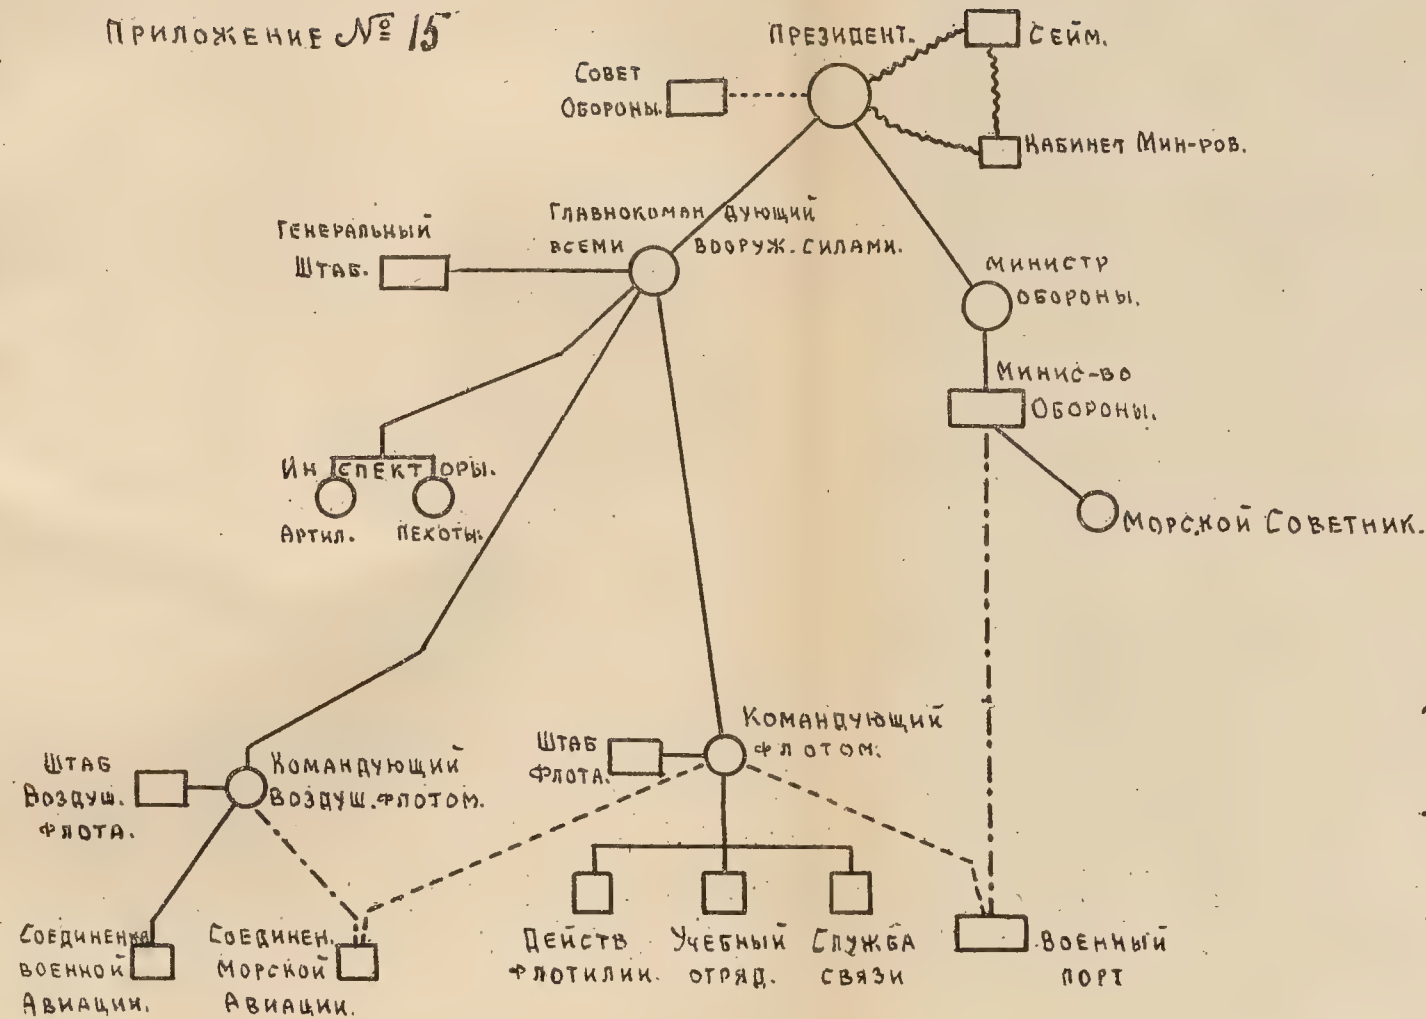 ПРИЛОЖЕНИЕ № 15
ПРЕЗИДЕНТ.
СЕЙМ.
СОВЕТ
ОБОРОНЫ.
КАБИНЕТ МИН-РОВ.
ГЛАВНОКОМАНДУЮЩИЙ
ВСЕМИ ВООРУЖ. СИЛАМИ.
ГЕНЕРАЛЬНЫЙ
ШТАБ.
МИНИСТР
ОБОРОНЫ.
МИНИС-ВО
ОБОРОНЫ.
ИНСПЕКТОРЫ.
АРТИЛ. ПЕХОТЫ.
МОРСКОЙ СОВЕТНИК.
ШТАБ
ВОЗДУШ.
ФЛОТА.
КОМАНДУЮЩИЙ
ВОЗДУШ. ФЛОТОМ.
ШТАБ
ФЛОТА.
КОМАНДУЮЩИЙ
ФЛОТОМ.
СОЕДИНЕНИЯ
ВОЕННОЙ
АВИАЦИИ.
СОЕДИНЕН.
МОРСКОЙ
АВИАЦИИ.
ДЕЙСТВ
ФЛОТИЛИИ.
УЧЕБНЫЙ
ОТРЯД.
СЛУЖБА
СВЯЗИ
ВОЕННЫЙ
ПОРТ